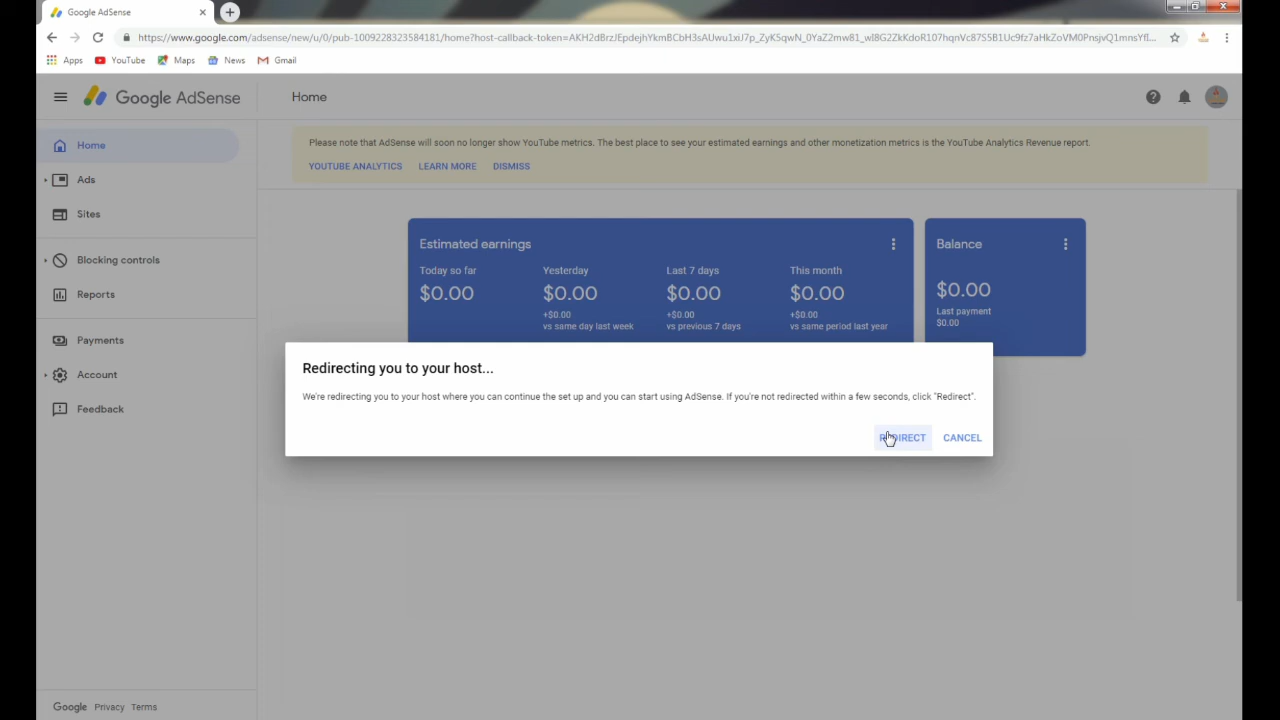 Google AdSense
https://www.google.com/adsense/new/u/0/pub-1009228323584181/home?host-callback-token=
Apps YouTube Maps News Gmail
Google AdSense
Home
Home
Ads
Sites
Blocking controls
Reports
Payments
Account
Feedback
Please note that AdSense will soon no longer show YouTube metrics. The best place to see your estimated earnings and other monetization metrics is the YouTube Analytics Revenue report.
YOUTUBE ANALYTICS LEARN MORE DISMISS
Estimated earnings
Today so far Yesterday Last 7 days This month
$0.00 $0.00 $0.00 $0.00
+$0.00 +$0.00 +$0.00
vs same day last week vs previous 7 days vs same period last year
Balance
$0.00
Last payment
$0.00
Redirecting you to your host...
We're redirecting you to your host where you can continue the set up and you can start using AdSense. If you're not redirected within a few seconds, click "Redirect".
REDIRECT CANCEL
Google Privacy Terms